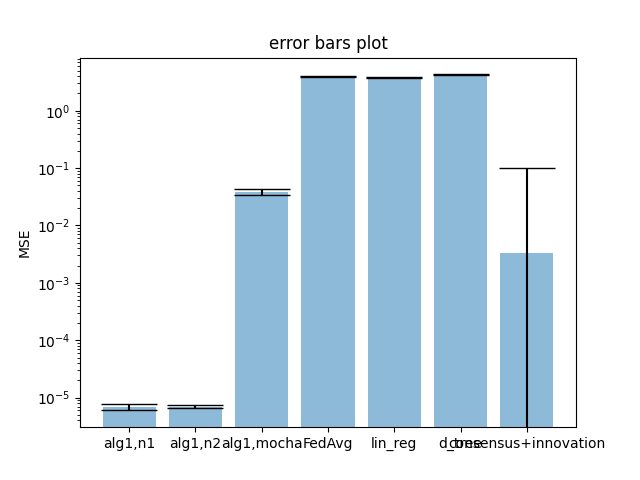 error bars plot
MSE
10⁰
10⁻¹
10⁻²
10⁻³
10⁻⁴
10⁻⁵
alg1,n1 alg1,n2 alg1,mocha FedAvg lin_reg consensus+innovation